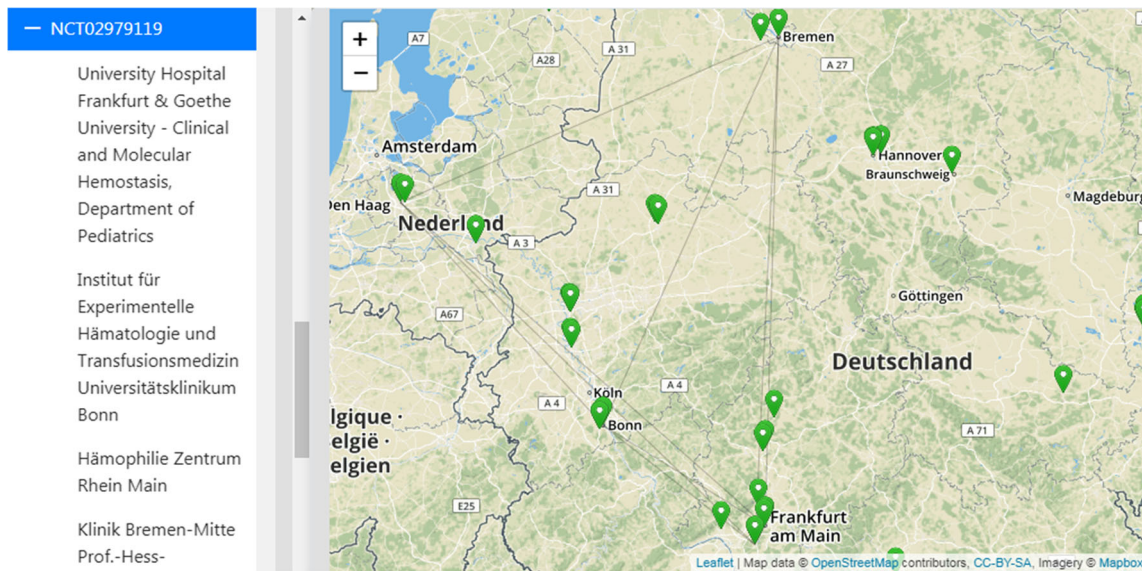 — NCT02979119
University Hospital
Frankfurt & Goethe
University - Clinical
and Molecular
Hemostasis,
Department of
Pediatrics
Institut für
Experimentelle
Hämatologie und
Transfusionsmedizin
Universitätsklinikum
Bonn
Hämophilie Zentrum
Rhein Main
Klinik Bremen-Mitte
Prof.-Hess-
+
−
A7
A 31
Bremen
A28
A 27
Amsterdam
Hannover
Braunschweig
Den Haag
A 31
Magdeburg
Nederland
A 3
Göttingen
A67
Deutschland
Köln
A 4
A 4
lgique ·
elgië ·
elgien
Bonn
A 71
E25
Frankfurt
am Main
Leaflet | Map data © OpenStreetMap contributors, CC-BY-SA, Imagery © Mapbox